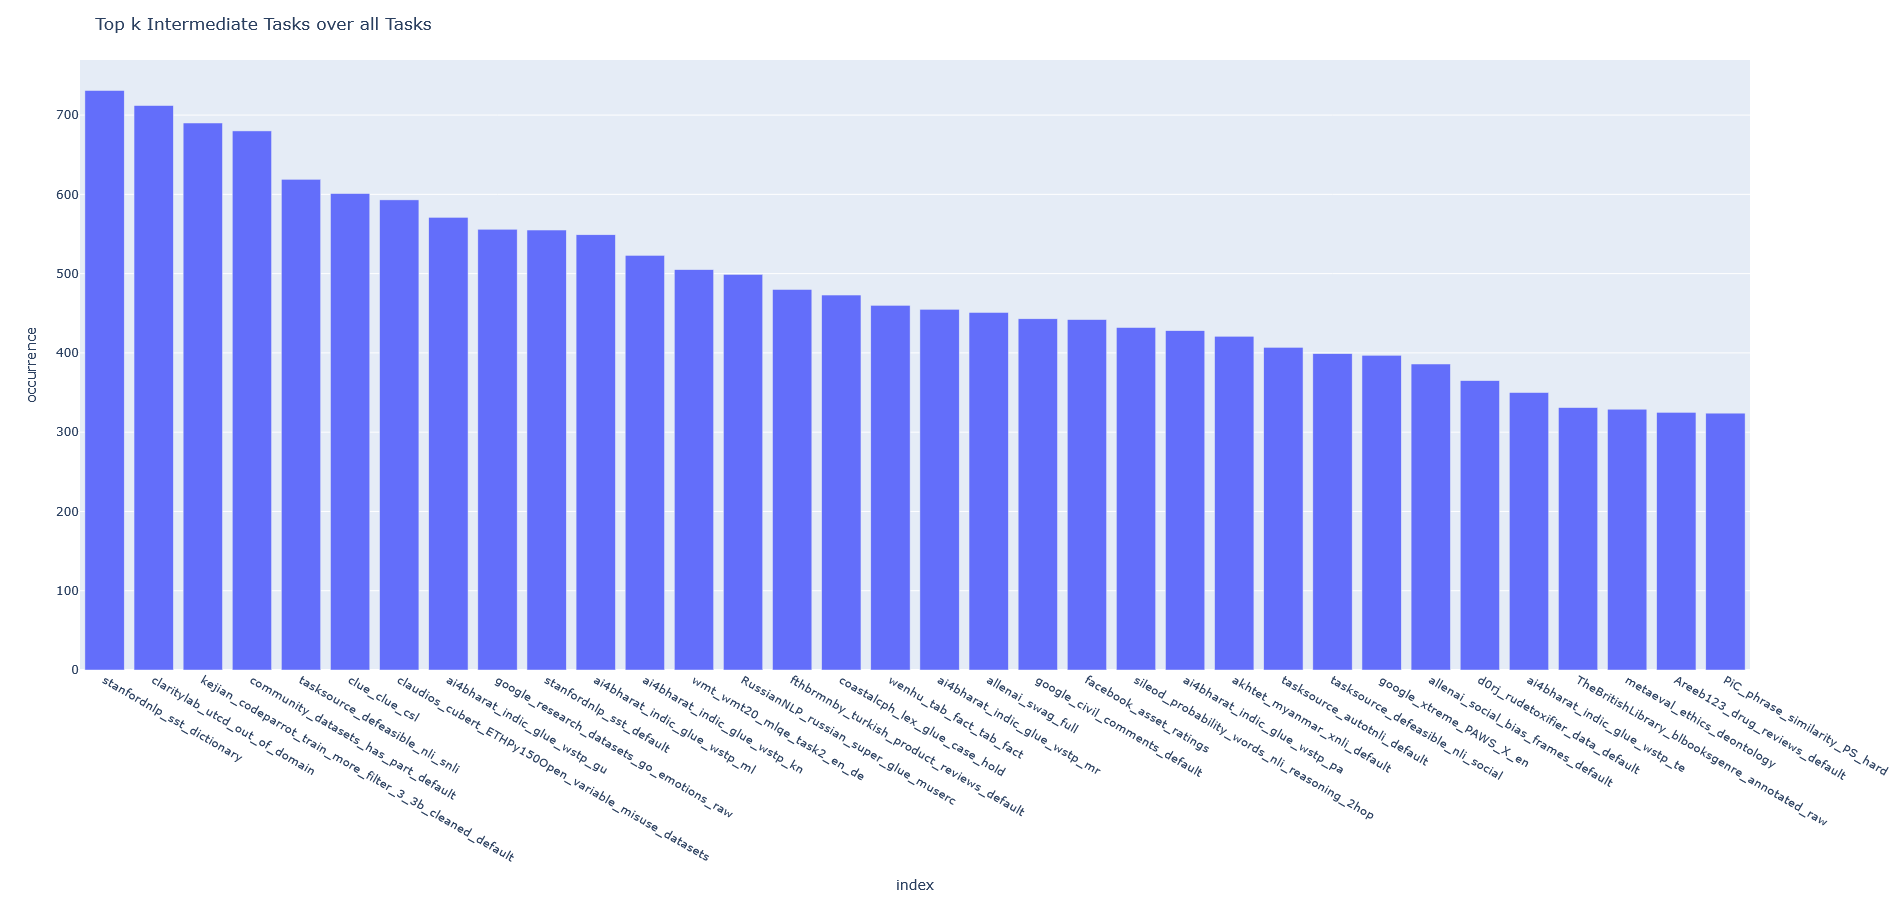 Top k Intermediate Tasks over all Tasks
occurrence
700
600
500
400
300
200
100
0
stanfordnlp_sst_dictionary
claritylab_utcd_out_of_domain
kejian_codeparrot_train_more_filter_3_3b_cleaned_default
community_datasets_has_part_default
tasksource_defeasible_nli_snli
clue_clue_csl
claudios_cubert_ETHPy150Open_variable_misuse_datasets
ai4bharat_indic_glue_wstp_gu
google_research_datasets_go_emotions_raw
stanfordnlp_sst_default
ai4bharat_indic_glue_wstp_ml
ai4bharat_indic_glue_wstp_kn
wmt_wmt20_mlqe_task2_en_de
RussianNLP_russian_super_glue_muserc
fthbrmnby_turkish_product_reviews_default
coastalcph_lex_glue_case_hold
wenhu_tab_fact_tab_fact
ai4bharat_indic_glue_wstp_mr
allenai_swag_full
google_civil_comments_default
facebook_asset_ratings
sileod_probability_words_nli_reasoning_2hop
ai4bharat_indic_glue_wstp_pa
akhtet_myanmar_xnli_default
tasksource_autotnli_default
tasksource_defeasible_nli_social
google_xtreme_PAWS_X_en
allenai_social_bias_frames_default
d0rj_rudetoxifier_data_default
ai4bharat_indic_glue_wstp_te
TheBritishLibrary_blbooksgenre_annotated_raw
metaeval_ethics_deontology
Areeb123_drug_reviews_default
PiC_phrase_similarity_PS_hard
index